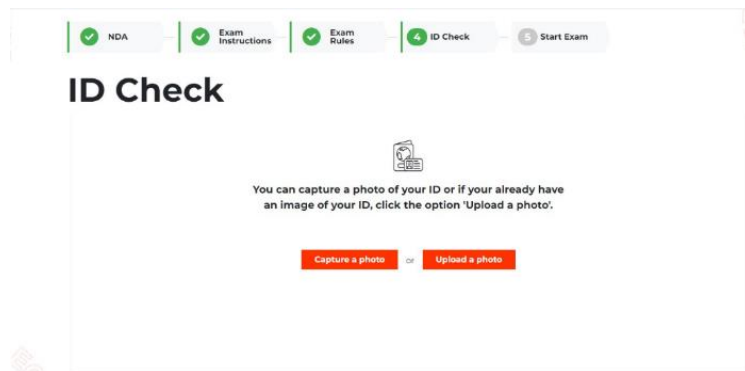 NDA
Exam
Instructions
Exam
Rules
4 ID Check
5 Start Exam
ID Check
You can capture a photo of your ID or if your already have
an image of your ID, click the option 'Upload a photo'.
Capture a photo or Upload a photo